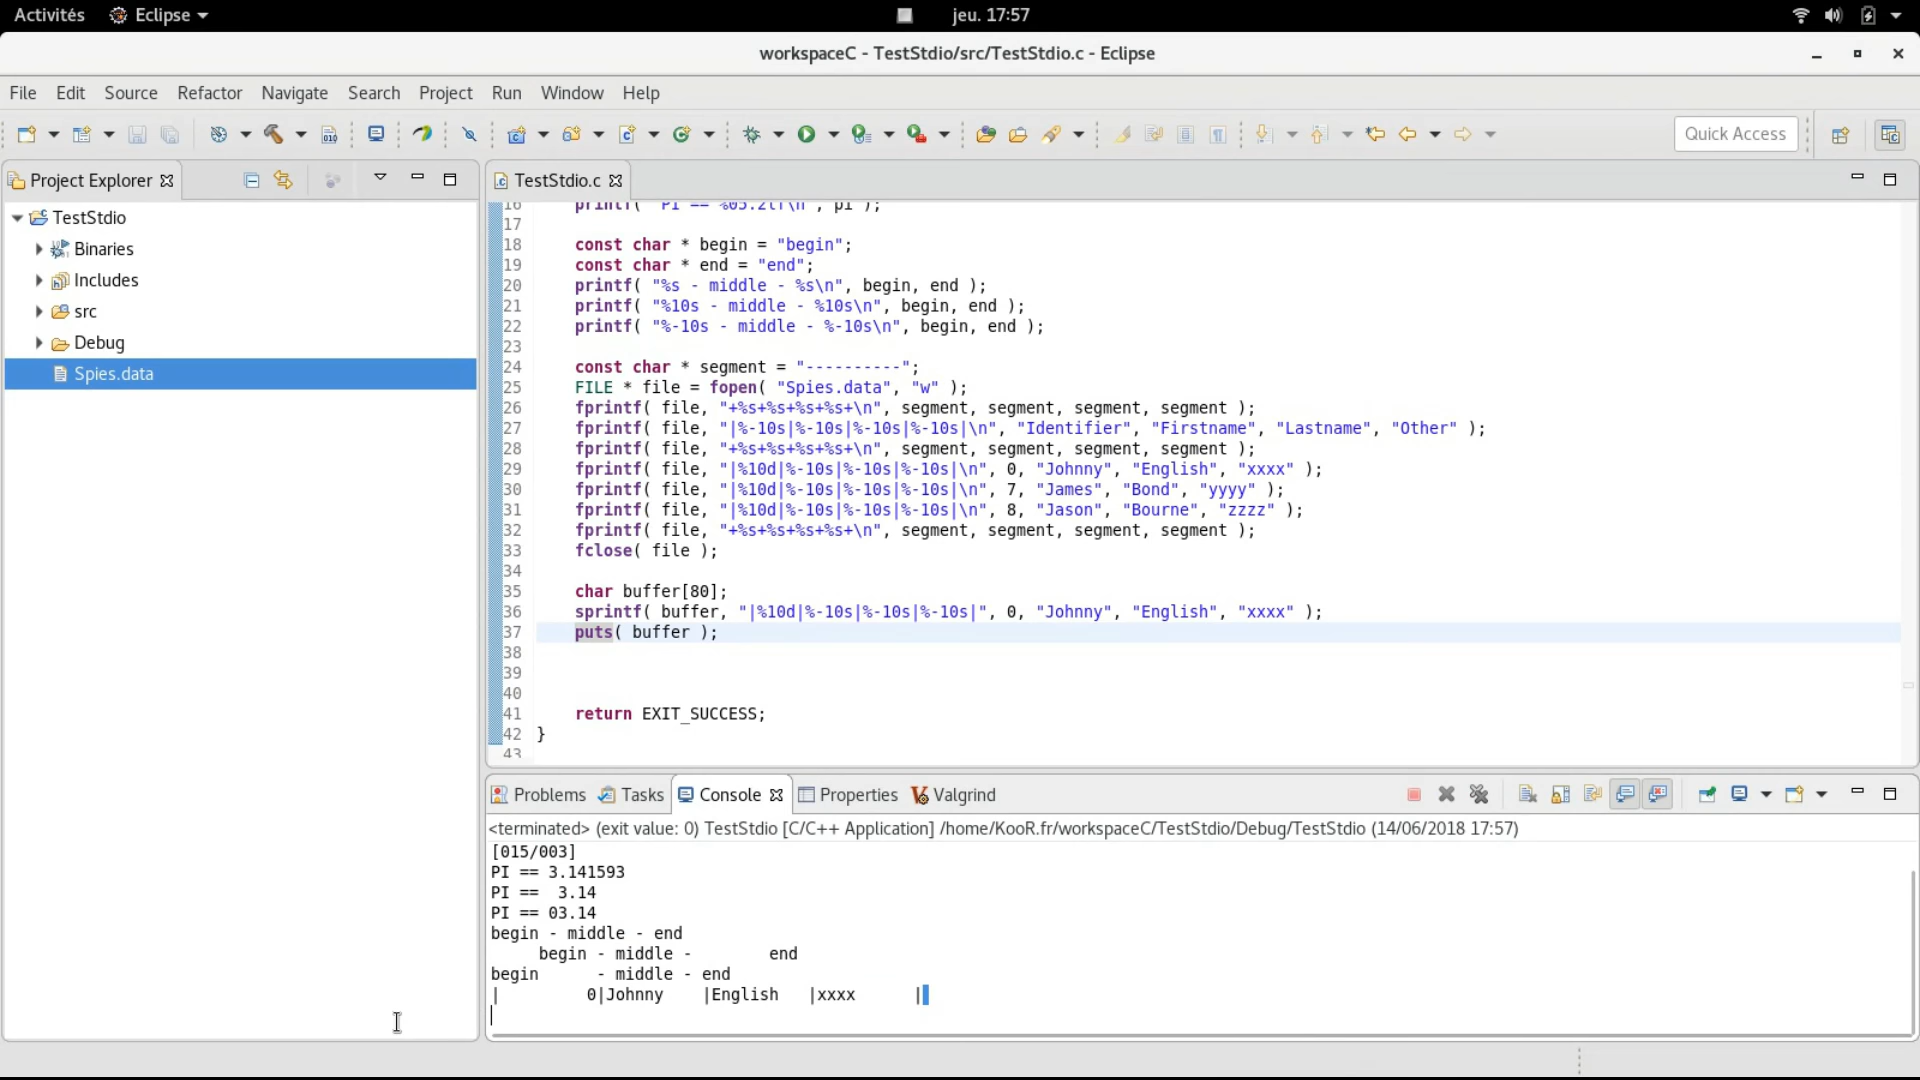 Activités Eclipse jeu. 17:57
workspaceC - TestStdio/src/TestStdio.c - Eclipse
File Edit Source Refactor Navigate Search Project Run Window Help
Quick Access
Project Explorer
TestStdio.c
TestStdio
Binaries
Includes
src
Debug
Spies.data
16 printf( "PI == %05.2lf\n", pi );
17
18 const char * begin = "begin";
19 const char * end = "end";
20 printf( "%s - middle - %s\n", begin, end );
21 printf( "%10s - middle - %10s\n", begin, end );
22 printf( "%-10s - middle - %-10s\n", begin, end );
23
24 const char * segment = "----------";
25 FILE * file = fopen( "Spies.data", "w" );
26 fprintf( file, "+%s+%s+%s+%s+\n", segment, segment, segment, segment );
27 fprintf( file, "|%-10s|%-10s|%-10s|%-10s|\n", "Identifier", "Firstname", "Lastname", "Other" );
28 fprintf( file, "+%s+%s+%s+%s+\n", segment, segment, segment, segment );
29 fprintf( file, "|%10d|%-10s|%-10s|%-10s|\n", 0, "Johnny", "English", "xxxx" );
30 fprintf( file, "|%10d|%-10s|%-10s|%-10s|\n", 7, "James", "Bond", "yyyy" );
31 fprintf( file, "|%10d|%-10s|%-10s|%-10s|\n", 8, "Jason", "Bourne", "zzzz" );
32 fprintf( file, "+%s+%s+%s+%s+\n", segment, segment, segment, segment );
33 fclose( file );
34
35 char buffer[80];
36 sprintf( buffer, "|%10d|%-10s|%-10s|%-10s|", 0, "Johnny", "English", "xxxx" );
37 puts( buffer );
38
39
40
41 return EXIT_SUCCESS;
42 }
43
Problems Tasks Console Properties Valgrind
<terminated> (exit value: 0) TestStdio [C/C++ Application] /home/KooR.fr/workspaceC/TestStdio/Debug/TestStdio (14/06/2018 17:57)
[015/003]
PI == 3.141593
PI ==  3.14
PI == 03.14
begin - middle - end
     begin - middle -        end
begin      - middle - end
|         0|Johnny    |English   |xxxx      |